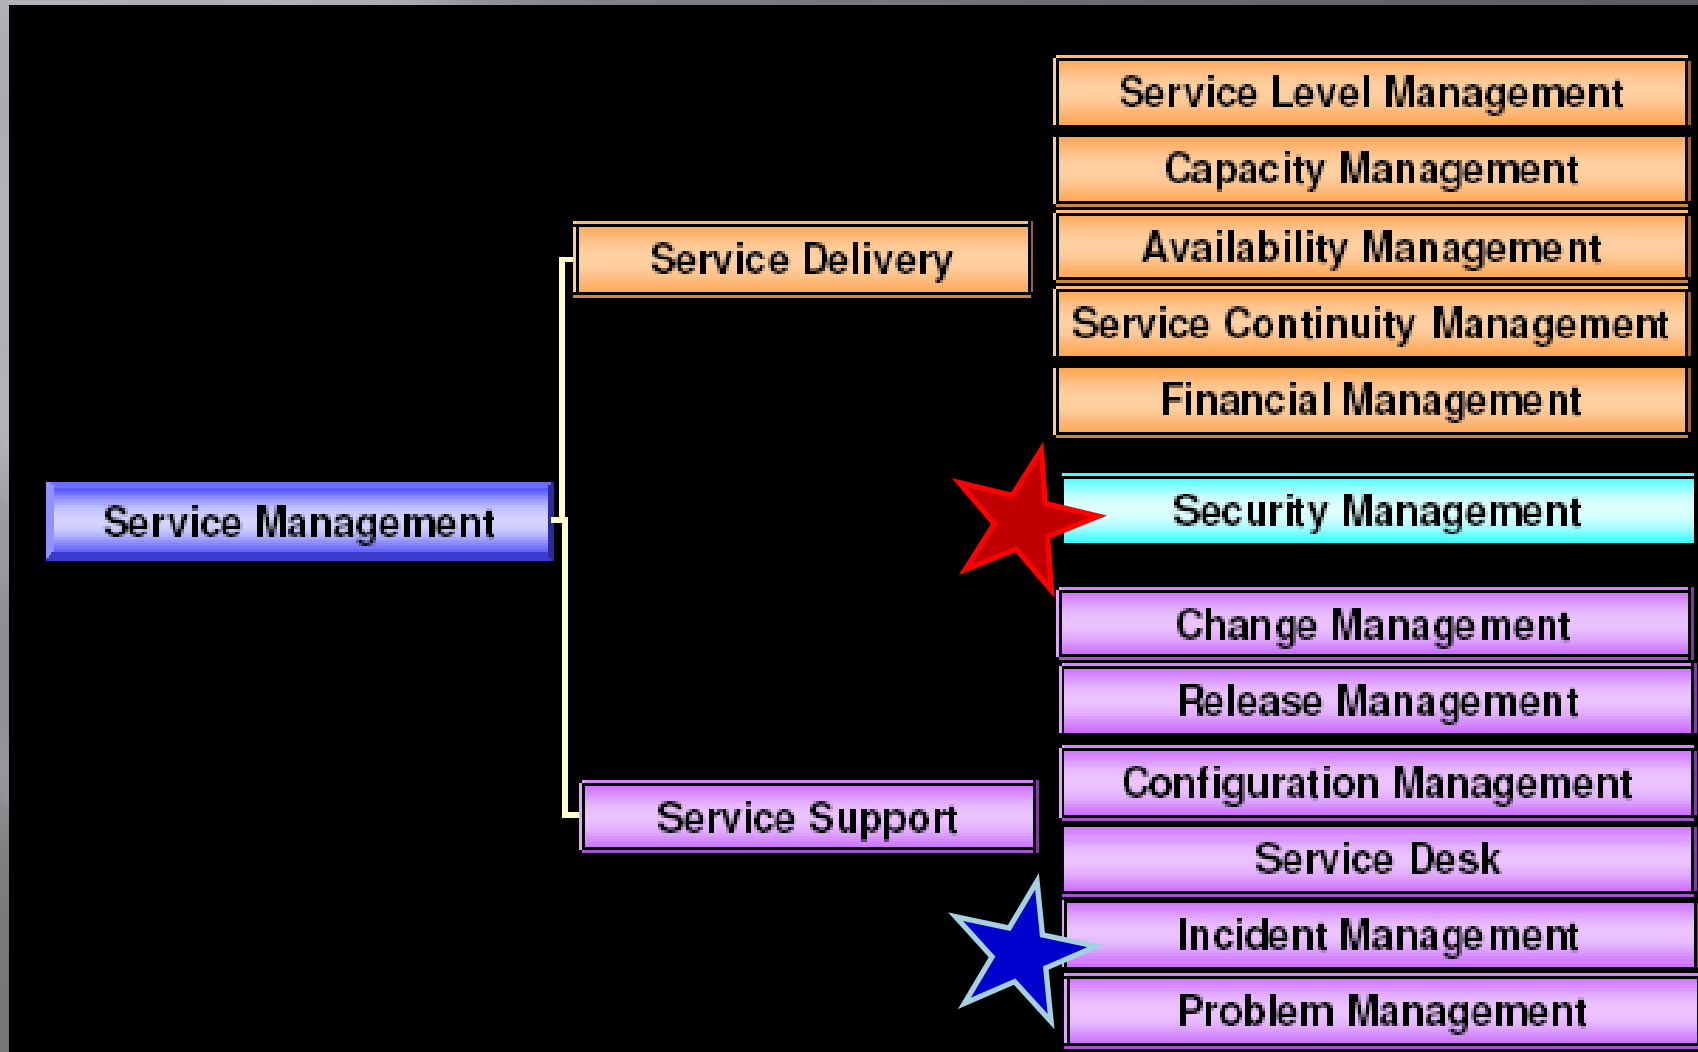 Service Management
Service Delivery
Service Level Management
Capacity Management
Availability Management
Service Continuity Management
Financial Management
Security Management
Service Support
Change Management
Release Management
Configuration Management
Service Desk
Incident Management
Problem Management